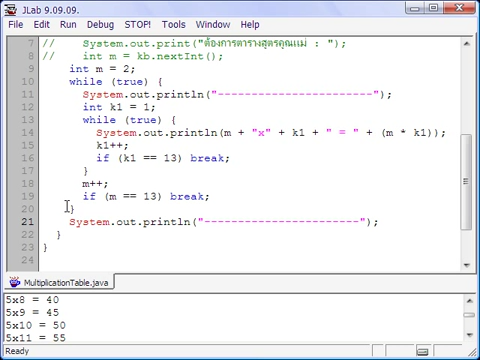 JLab 9.09.09.
File Edit Run Debug STOP! Tools Window Help
7 // System.out.print("ต้องการตารางสูตรคูณแม่ : ");
8 // int m = kb.nextInt();
9 int m = 2;
10 while (true) {
11 System.out.println("-----------------------");
12 int k1 = 1;
13 while (true) {
14 System.out.println(m + "x" + k1 + " = " + (m * k1));
15 k1++;
16 if (k1 == 13) break;
17 }
18 m++;
19 if (m == 13) break;
20 }
21 System.out.println("-----------------------");
22 }
23 }
24
MultiplicationTable.java
5x8 = 40
5x9 = 45
5x10 = 50
5x11 = 55
Ready